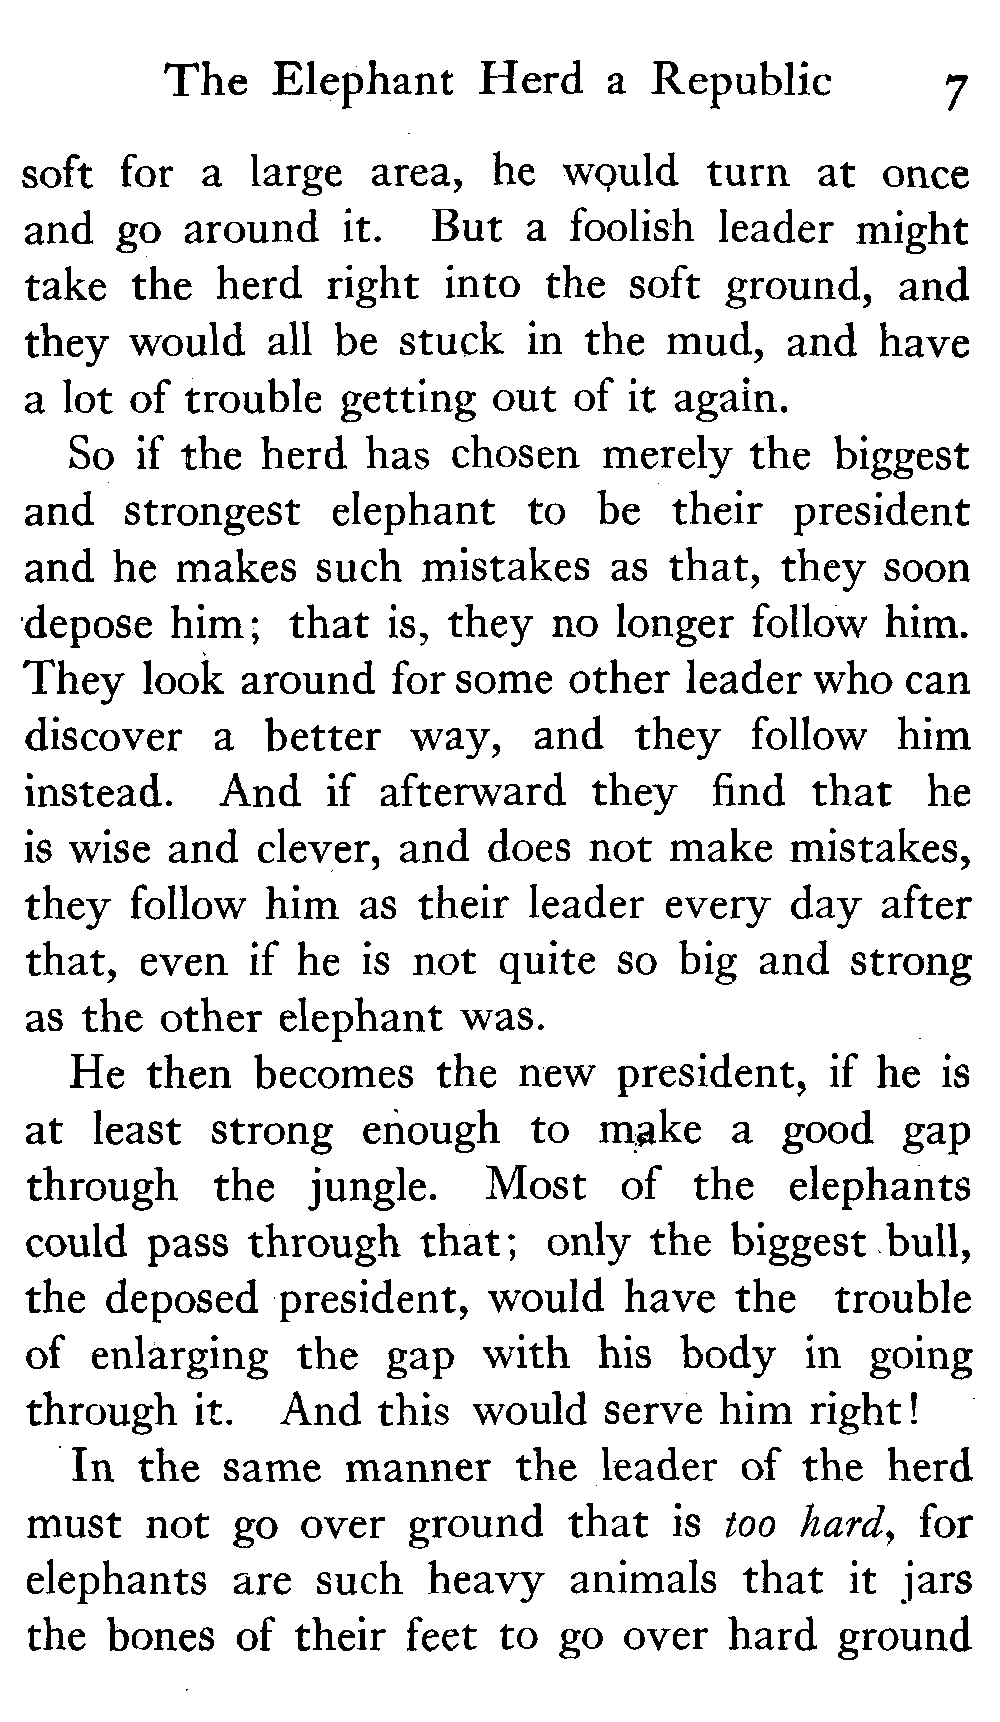 The Elephant Herd a Republic 7
soft for a large area, he would turn at once
and go around it. But a foolish leader might
take the herd right into the soft ground, and
they would all be stuck in the mud, and have
a lot of trouble getting out of it again.
So if the herd has chosen merely the biggest
and strongest elephant to be their president
and he makes such mistakes as that, they soon
depose him; that is, they no longer follow him.
They look around for some other leader who can
discover a better way, and they follow him
instead. And if afterward they find that he
is wise and clever, and does not make mistakes,
they follow him as their leader every day after
that, even if he is not quite so big and strong
as the other elephant was.
He then becomes the new president, if he is
at least strong enough to make a good gap
through the jungle. Most of the elephants
could pass through that; only the biggest bull,
the deposed president, would have the trouble
of enlarging the gap with his body in going
through it. And this would serve him right!
In the same manner the leader of the herd
must not go over ground that is too hard, for
elephants are such heavy animals that it jars
the bones of their feet to go over hard ground